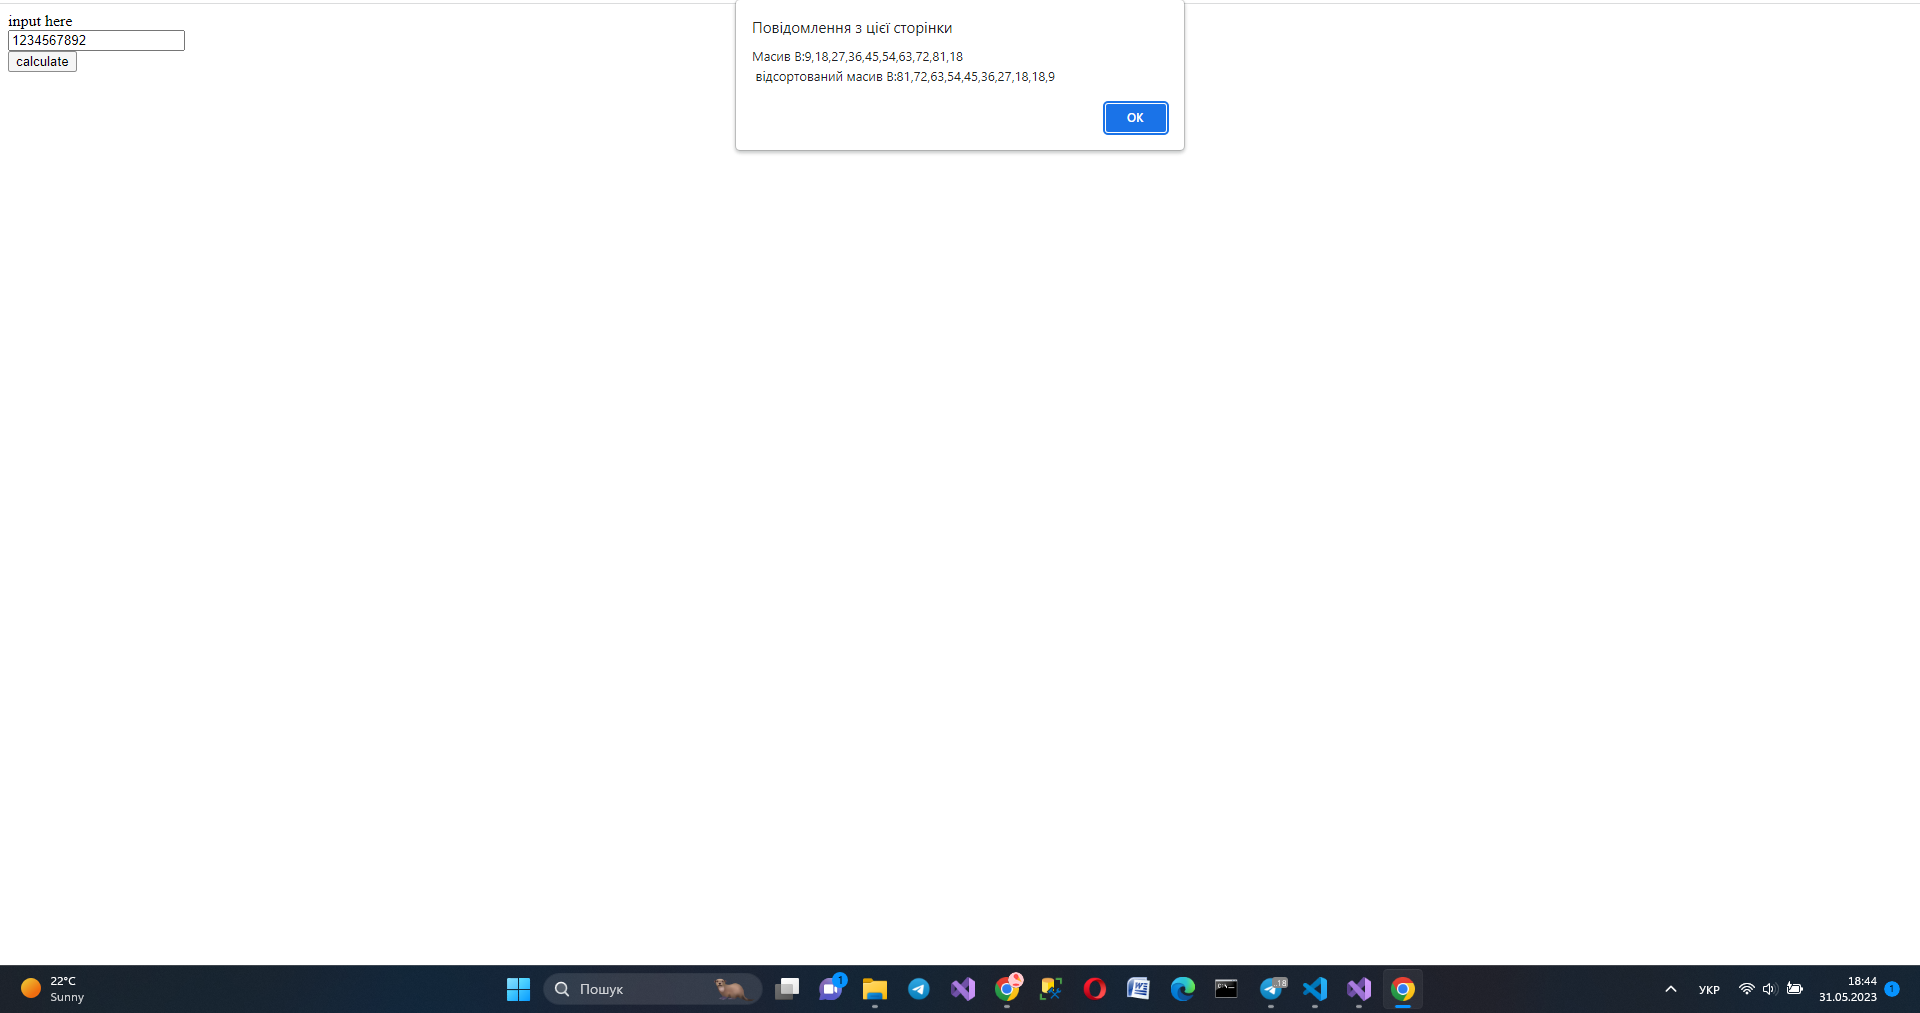 input here
1234567892
calculate
Повідомлення з цієї сторінки
Масив B:9,18,27,36,45,54,63,72,81,18
відсортований масив B:81,72,63,54,45,36,27,18,18,9
OK
22°C
Sunny
Пошук
1
18
УКР
18:44
31.05.2023
1